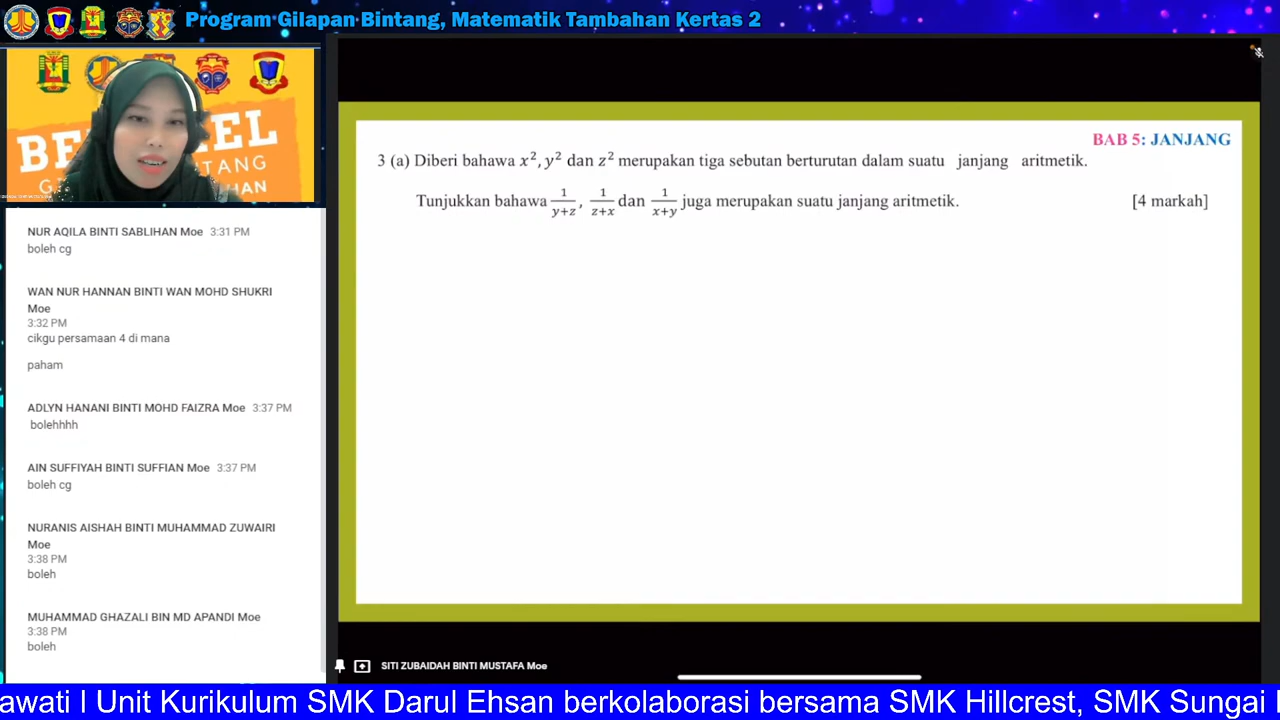 Program Gilapan Bintang, Matematik Tambahan Kertas 2
NUR AQILA BINTI SABLIHAN Moe 3:31 PM
boleh cg
WAN NUR HANNAN BINTI WAN MOHD SHUKRI
Moe
3:32 PM
cikgu persamaan 4 di mana
paham
ADLYN HANANI BINTI MOHD FAIZRA Moe 3:37 PM
bolehhhh
AIN SUFFIYAH BINTI SUFFIAN Moe 3:37 PM
boleh cg
NURANIS AISHAH BINTI MUHAMMAD ZUWAIRI
Moe
3:38 PM
boleh
MUHAMMAD GHAZALI BIN MD APANDI Moe
3:38 PM
boleh
BAB 5: JANJANG
3 (a) Diberi bahawa x², y² dan z² merupakan tiga sebutan berturutan dalam suatu janjang aritmetik.
Tunjukkan bahawa 1/(y+z), 1/(z+x) dan 1/(x+y) juga merupakan suatu janjang aritmetik. [4 markah]
SITI ZUBAIDAH BINTI MUSTAFA Moe
awati l Unit Kurikulum SMK Darul Ehsan berkolaborasi bersama SMK Hillcrest, SMK Sungai